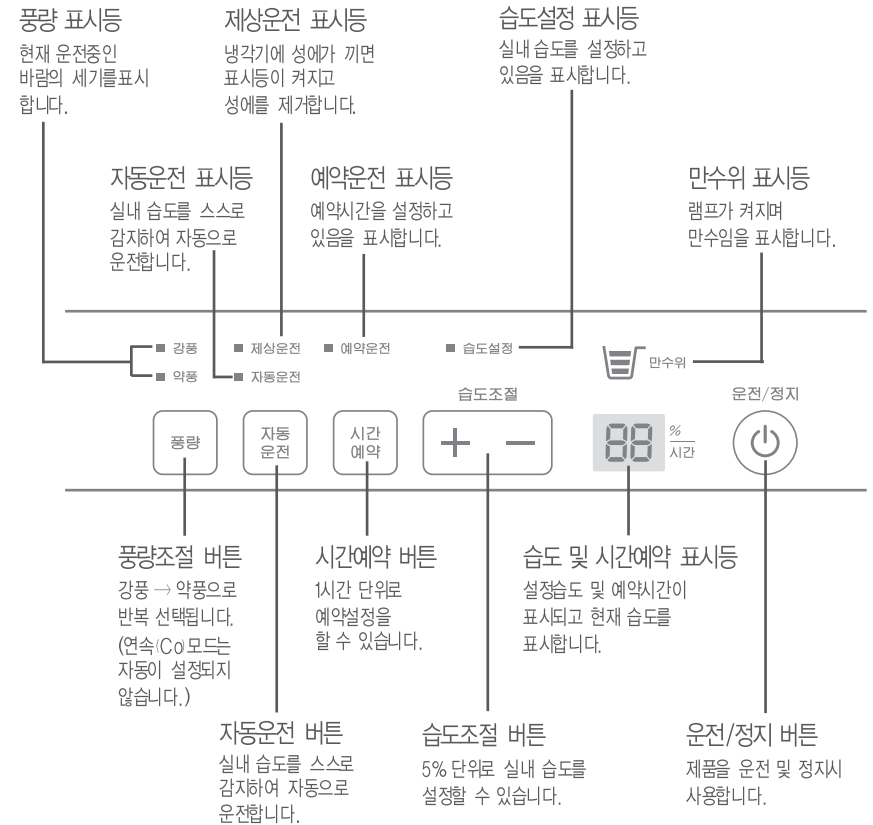 풍량 표시등
현재 운전중인
바람의 세기를표시
합니다.
제상운전 표시등
냉각기에 성에가 끼면
표시등이 켜지고
성에를 제거합니다.
습도설정 표시등
실내 습도를 설정하고
있음을 표시합니다.
자동운전 표시등
실내 습도를 스스로
감지하여 자동으로
운전합니다.
예약운전 표시등
예약시간을 설정하고
있음을 표시합니다.
만수위 표시등
램프가 켜지며
만수임을 표시합니다.
강풍
제상운전
예약운전
습도설정
만수위
약풍
자동운전
습도조절
운전/정지
풍량
자동
운전
시간
예약
+ −
88
%
시간
풍량조절 버튼
강풍 → 약풍으로
반복 선택됩니다.
(연속(Co)모드는
자동이 설정되지
않습니다.)
시간예약 버튼
1시간 단위로
예약설정을
할 수 있습니다.
습도 및 시간예약 표시등
설정습도 및 예약시간이
표시되고 현재 습도를
표시합니다.
자동운전 버튼
실내 습도를 스스로
감지하여 자동으로
운전합니다.
습도조절 버튼
5% 단위로 실내 습도를
설정할 수 있습니다.
운전/정지 버튼
제품을 운전 및 정지시
사용합니다.